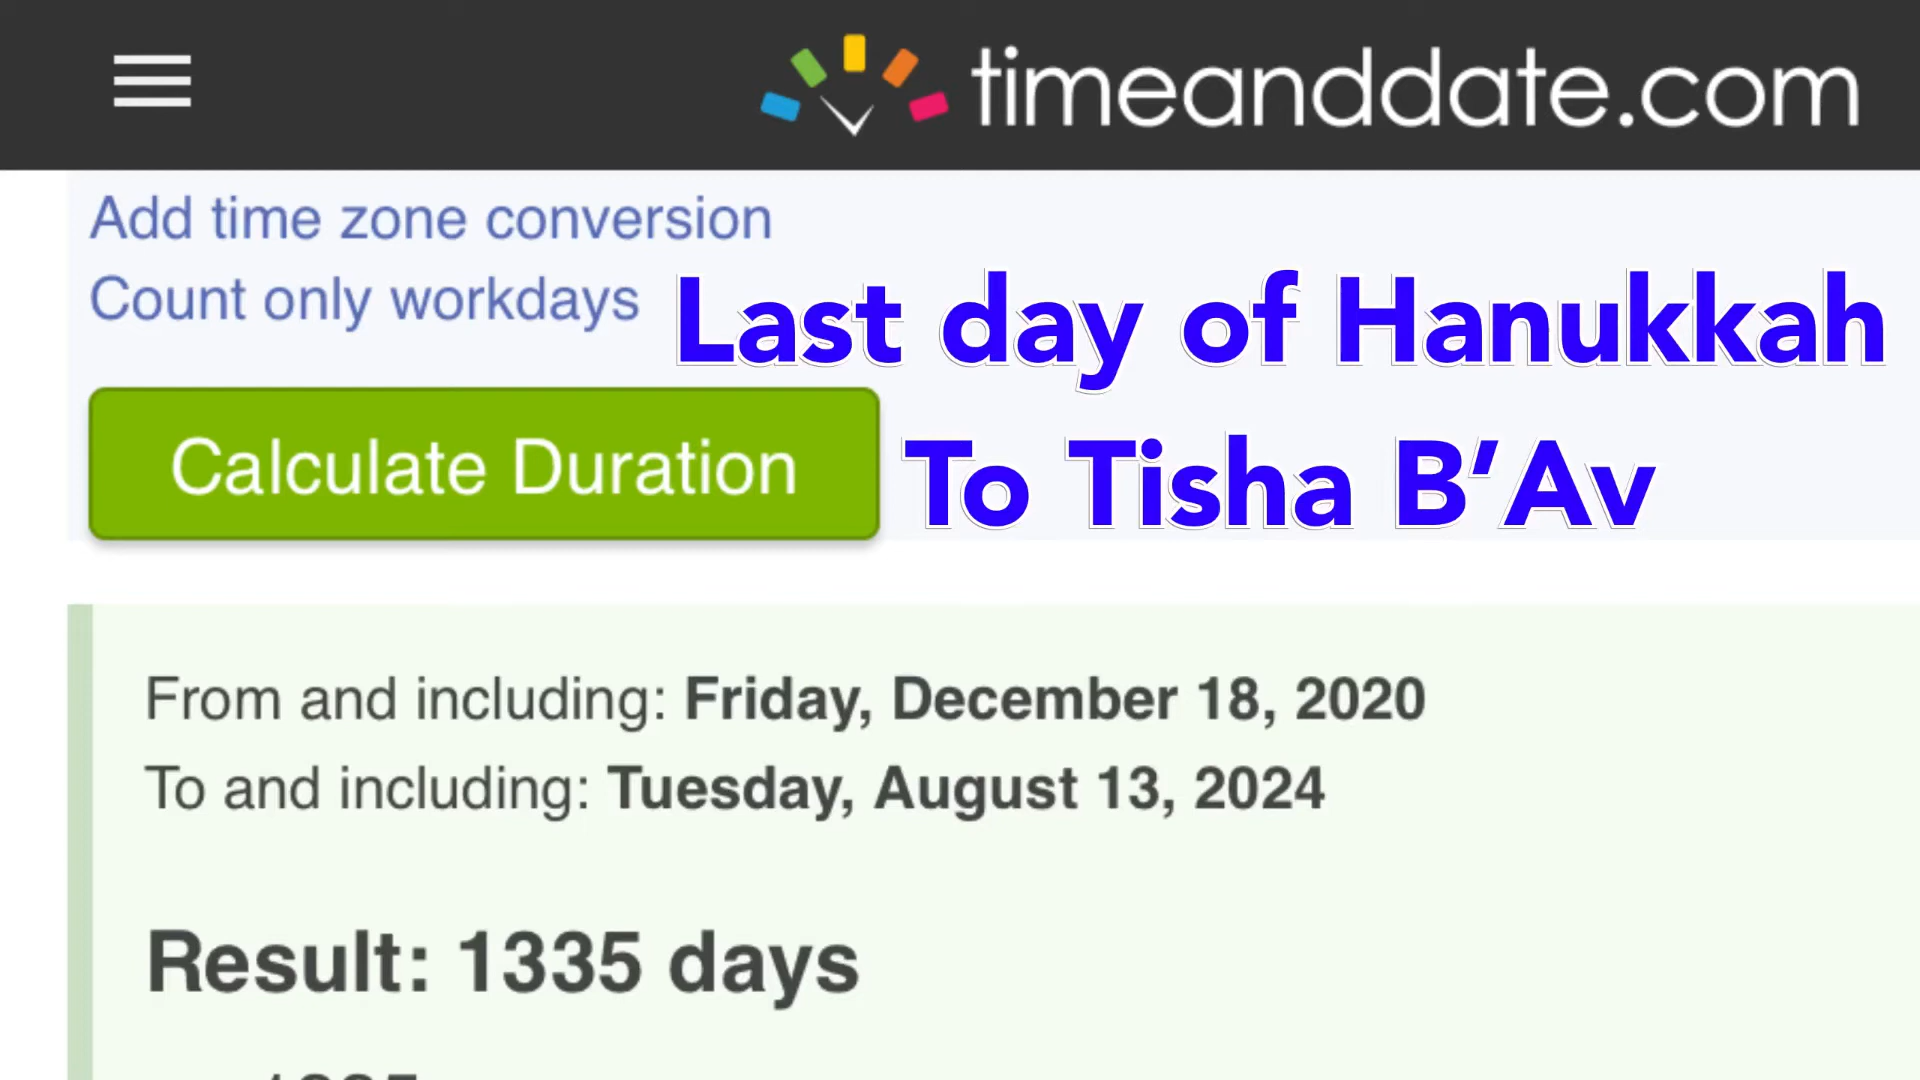 timeanddate.com
Add time zone conversion
Count only workdays
Last day of Hanukkah
Calculate Duration
To Tisha B’Av
From and including: Friday, December 18, 2020
To and including: Tuesday, August 13, 2024
Result: 1335 days